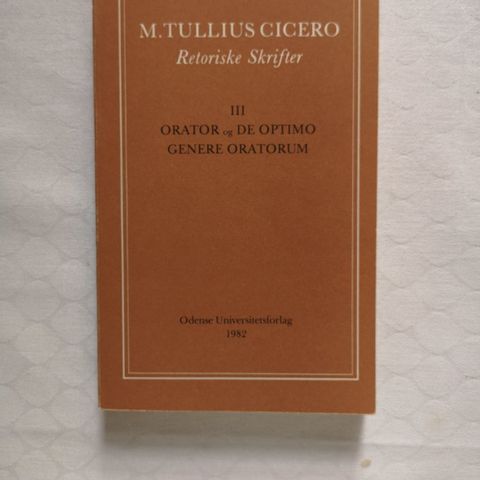 M. TULLIUS CICERO
Retoriske Skrifter
III
ORATOR og DE OPTIMO
GENERE ORATORUM
Odense Universitetsforlag
1982